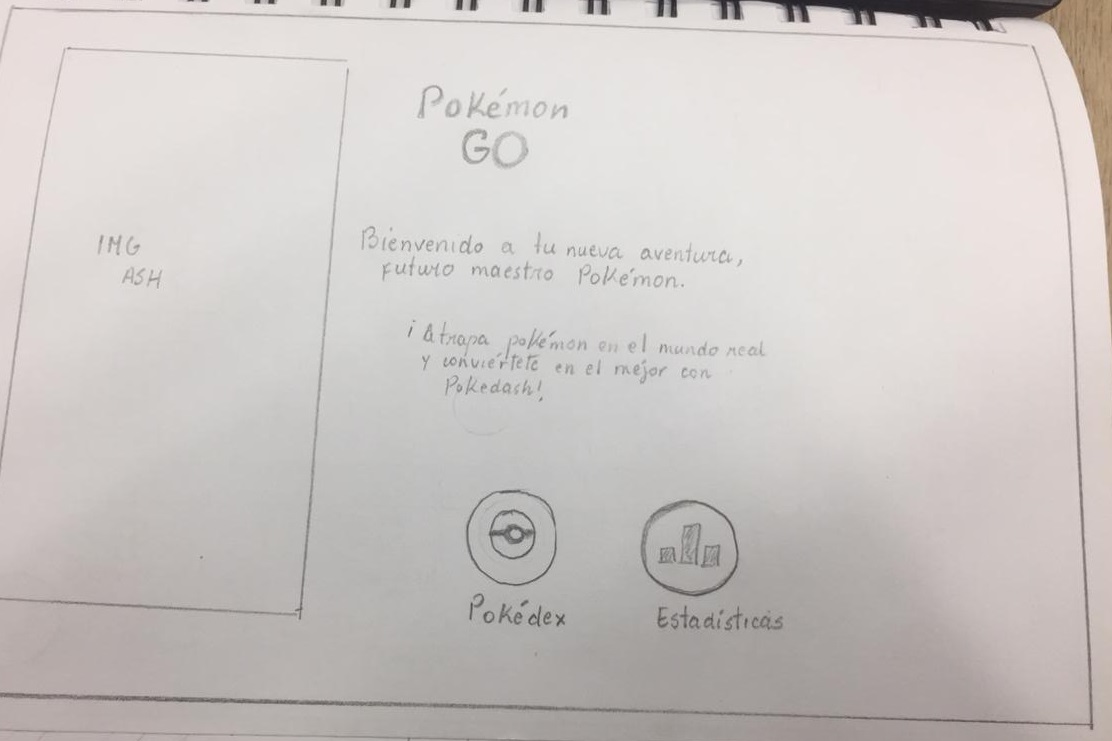 IMG
ASH
Pokémon
GO
Bienvenido a tu nueva aventura,
Futuro maestro Pokémon.
¡Atrapa pokémon en el mundo real
y conviértete en el mejor con
Pokedash!
Pokédex
Estadísticas